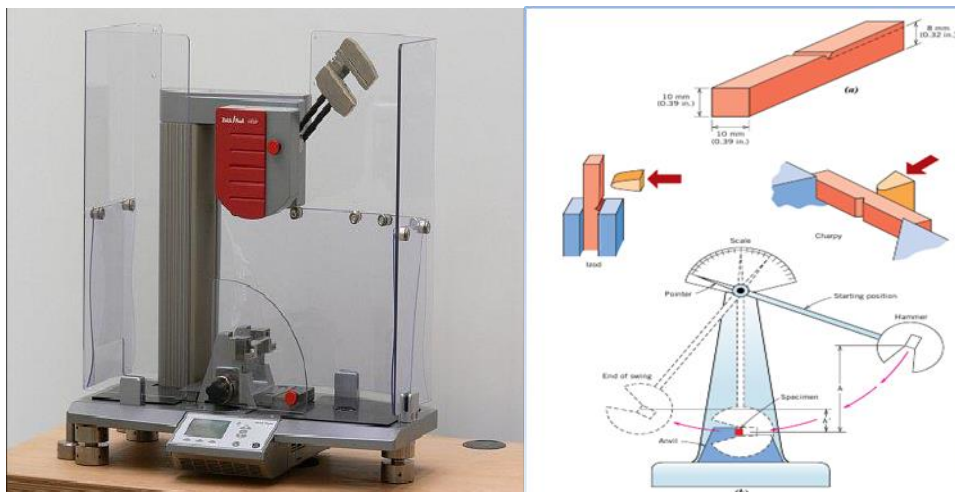 8 mm
(0.32 in.)
(a)
10 mm
(0.39 in.)
10 mm
(0.39 in.)
Izod
Charpy
Scale
Pointer
Starting position
Hammer
End of swing
A
Specimen
A'
Anvil